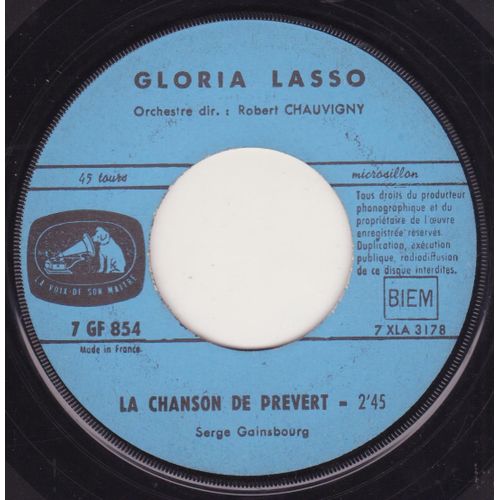 GLORIA LASSO
Orchestre dir. : Robert CHAUVIGNY
45 tours
microsillon
Tous droits du producteur
phonographique et du
propriétaire de l'œuvre
enregistrée réservés.
Duplication, exécution
publique, radiodiffusion
de ce disque interdites.
LA VOIX DE SON MAITRE
BIEM
7 GF 854
7 XLA 3178
Made in France
LA CHANSON DE PREVERT - 2'45
Serge Gainsbourg